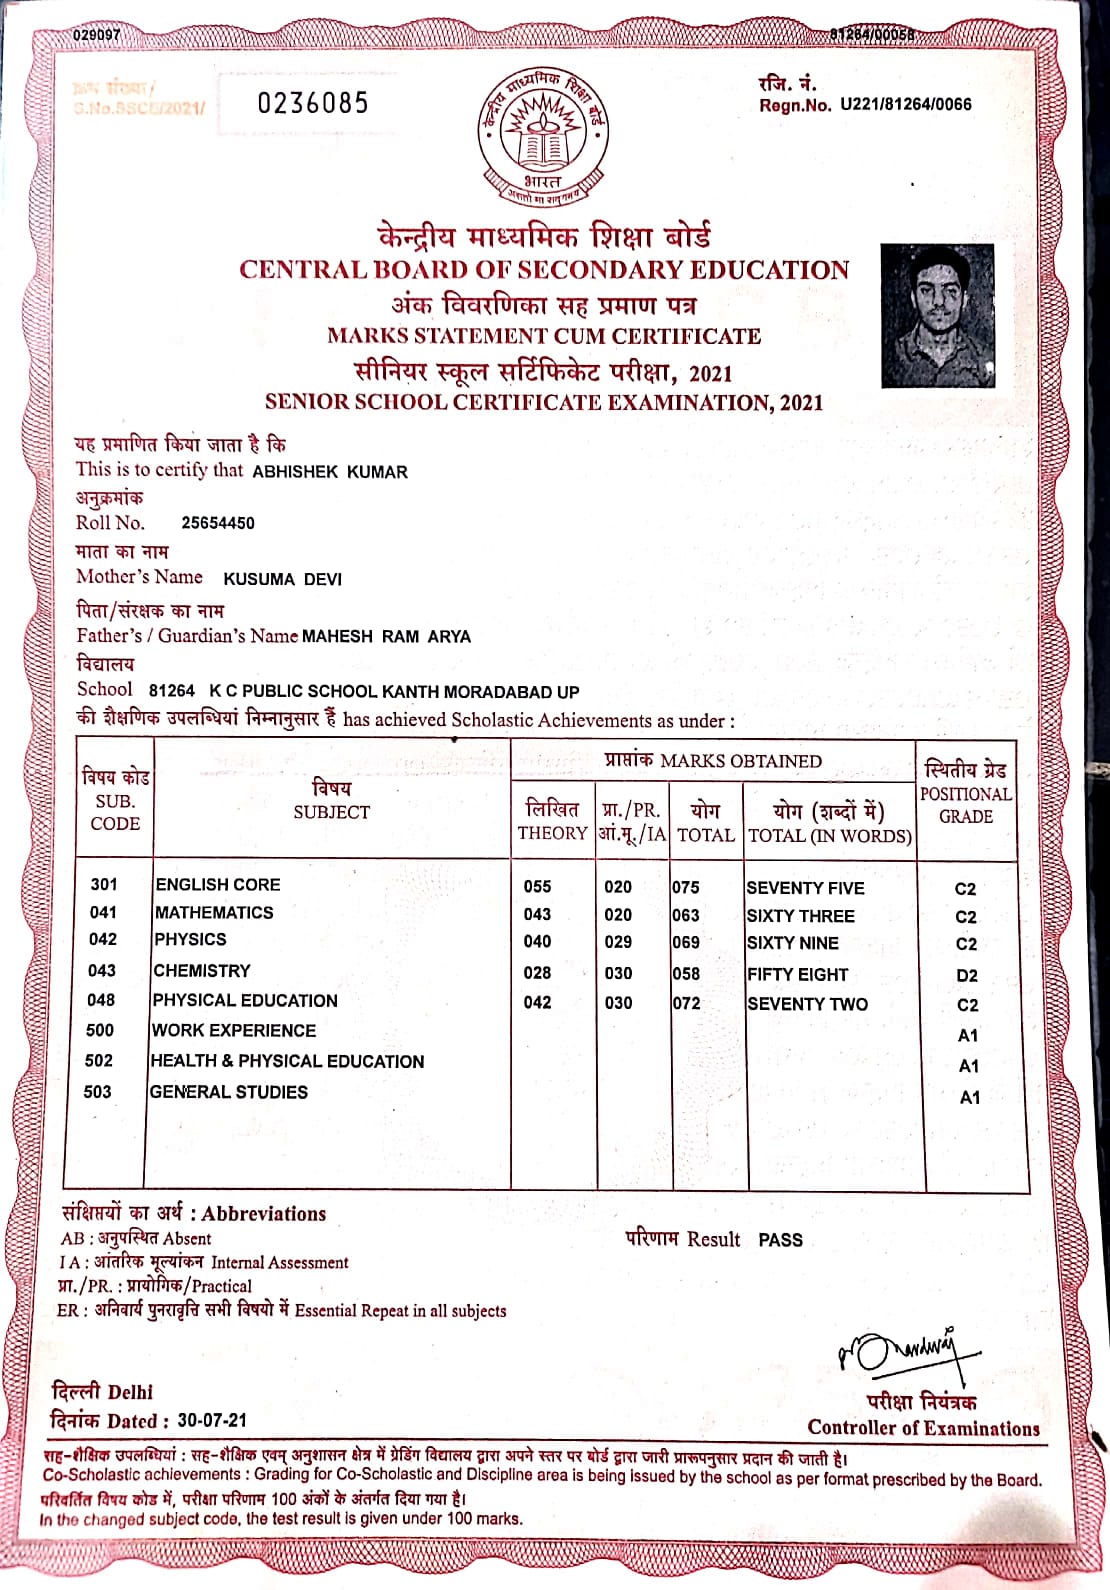 029097
81264/00058
क्रम संख्या/
S.No.SSCE/2021/
0236085
रजि. नं.
Regn.No. U221/81264/0066
केन्द्रीय माध्यमिक शिक्षा बोर्ड
भारत
असतो मा सद्गमय
केन्द्रीय माध्यमिक शिक्षा बोर्ड
CENTRAL BOARD OF SECONDARY EDUCATION
अंक विवरणिका सह प्रमाण पत्र
MARKS STATEMENT CUM CERTIFICATE
सीनियर स्कूल सर्टिफिकेट परीक्षा, 2021
SENIOR SCHOOL CERTIFICATE EXAMINATION, 2021
यह प्रमाणित किया जाता है कि
This is to certify that ABHISHEK KUMAR
अनुक्रमांक
Roll No. 25654450
माता का नाम
Mother's Name KUSUMA DEVI
पिता/संरक्षक का नाम
Father's / Guardian's Name MAHESH RAM ARYA
विद्यालय
School 81264 K C PUBLIC SCHOOL KANTH MORADABAD UP
की शैक्षणिक उपलब्धियां निम्नानुसार हैं has achieved Scholastic Achievements as under :
विषय कोड SUB. CODE विषय SUBJECT प्राप्तांक MARKS OBTAINED स्थितीय ग्रेड POSITIONAL GRADE
लिखित THEORY प्रा./PR. आं.मू./IA योग TOTAL योग (शब्दों में) TOTAL (IN WORDS)
301 ENGLISH CORE 055 020 075 SEVENTY FIVE C2
041 MATHEMATICS 043 020 063 SIXTY THREE C2
042 PHYSICS 040 029 069 SIXTY NINE C2
043 CHEMISTRY 028 030 058 FIFTY EIGHT D2
048 PHYSICAL EDUCATION 042 030 072 SEVENTY TWO C2
500 WORK EXPERIENCE A1
502 HEALTH & PHYSICAL EDUCATION A1
503 GENERAL STUDIES A1
संक्षिप्तयों का अर्थ : Abbreviations
AB : अनुपस्थित Absent
परिणाम Result PASS
I A : आंतरिक मूल्यांकन Internal Assessment
प्रा./PR. : प्रायोगिक/Practical
ER : अनिवार्य पुनरावृत्ति सभी विषयो में Essential Repeat in all subjects
दिल्ली Delhi
दिनांक Dated : 30-07-21
परीक्षा नियंत्रक
Controller of Examinations
सह-शैक्षिक उपलब्धियां : सह-शैक्षिक एवम् अनुशासन क्षेत्र में ग्रेडिंग विद्यालय द्वारा अपने स्तर पर बोर्ड द्वारा जारी प्रारूपनुसार प्रदान की जाती है।
Co-Scholastic achievements : Grading for Co-Scholastic and Discipline area is being issued by the school as per format prescribed by the Board.
परिवर्तित विषय कोड में, परीक्षा परिणाम 100 अंकों के अंतर्गत दिया गया है।
In the changed subject code, the test result is given under 100 marks.